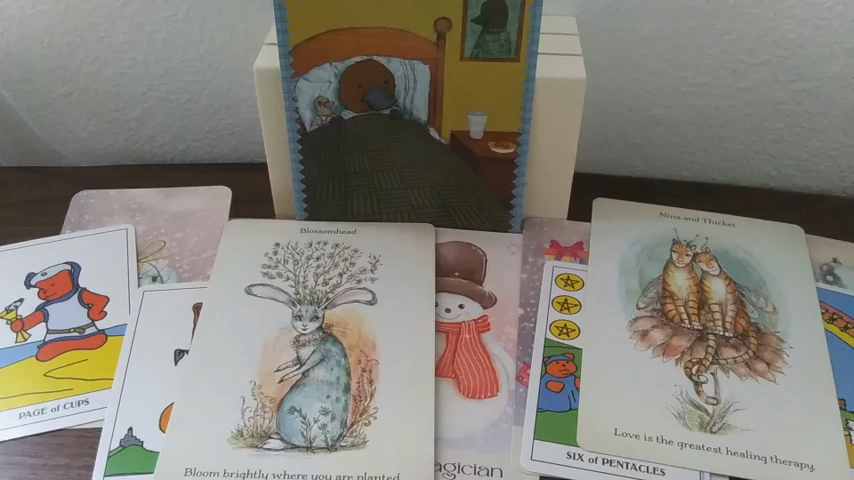 Blossomhead
Nina and Thicket
PAGE of CUPS
Love is the greatest healing therapy.
SIX of PENTACLES
Bloom brightly where you are planted
agician